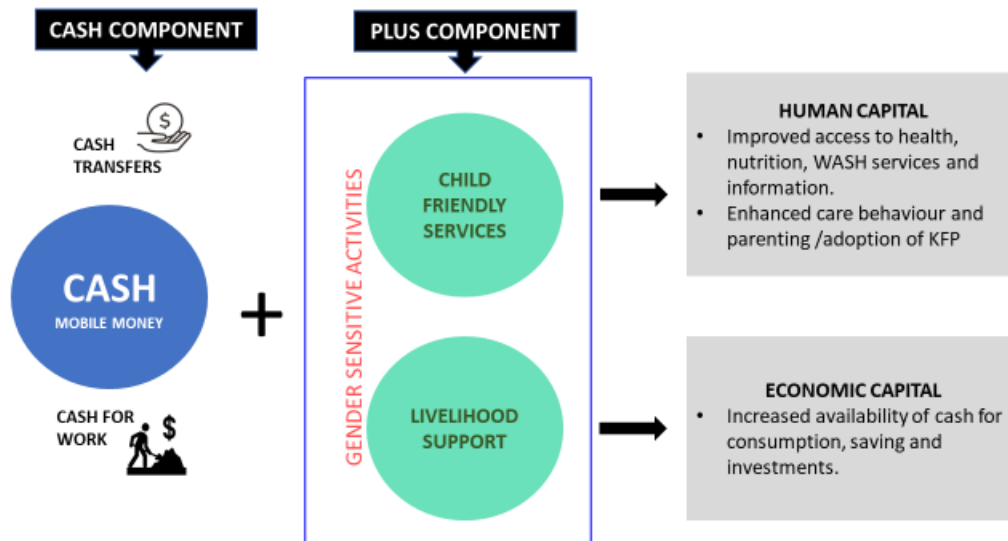 CASH COMPONENT
PLUS COMPONENT
CASH
TRANSFERS
$
CASH
MOBILE MONEY
+
CASH FOR
WORK
$
GENDER SENSITIVE ACTIVITIES
CHILD
FRIENDLY
SERVICES
LIVELIHOOD
SUPPORT
HUMAN CAPITAL
• Improved access to health,
nutrition, WASH services and
information.
• Enhanced care behaviour and
parenting /adoption of KFP
ECONOMIC CAPITAL
• Increased availability of cash for
consumption, saving and
investments.